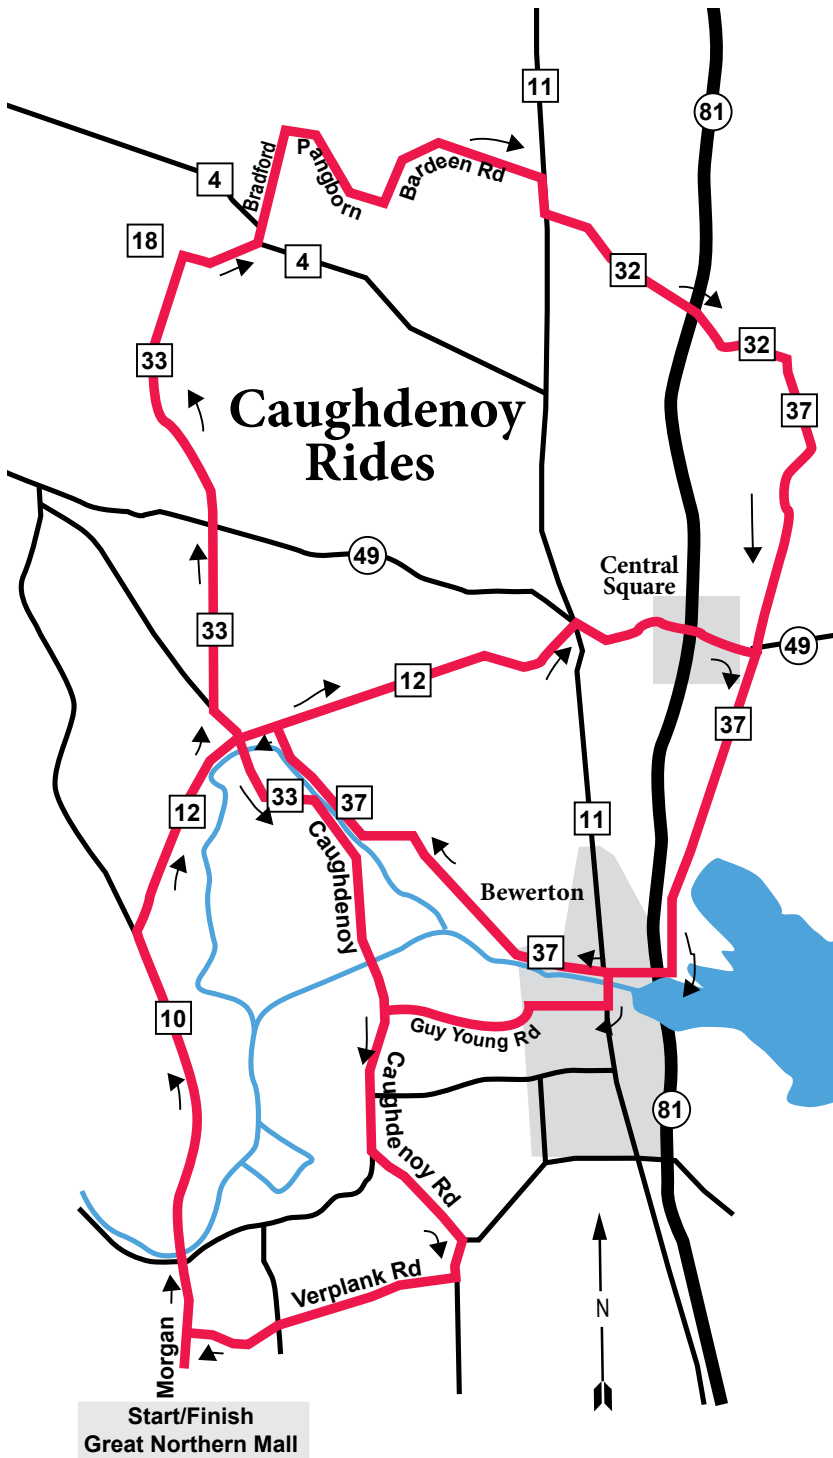 11
81
Bradford
Pangborn
Bardeen Rd
4
18
4
32
33
32
37
Caughdenoy
Rides
49
Central
Square
33
49
12
37
33
37
12
11
Caughdenoy
Bewerton
37
10
Guy Young Rd
Caughdenoy Rd
81
Verplank Rd
N
Morgan
Start/Finish
Great Northern Mall